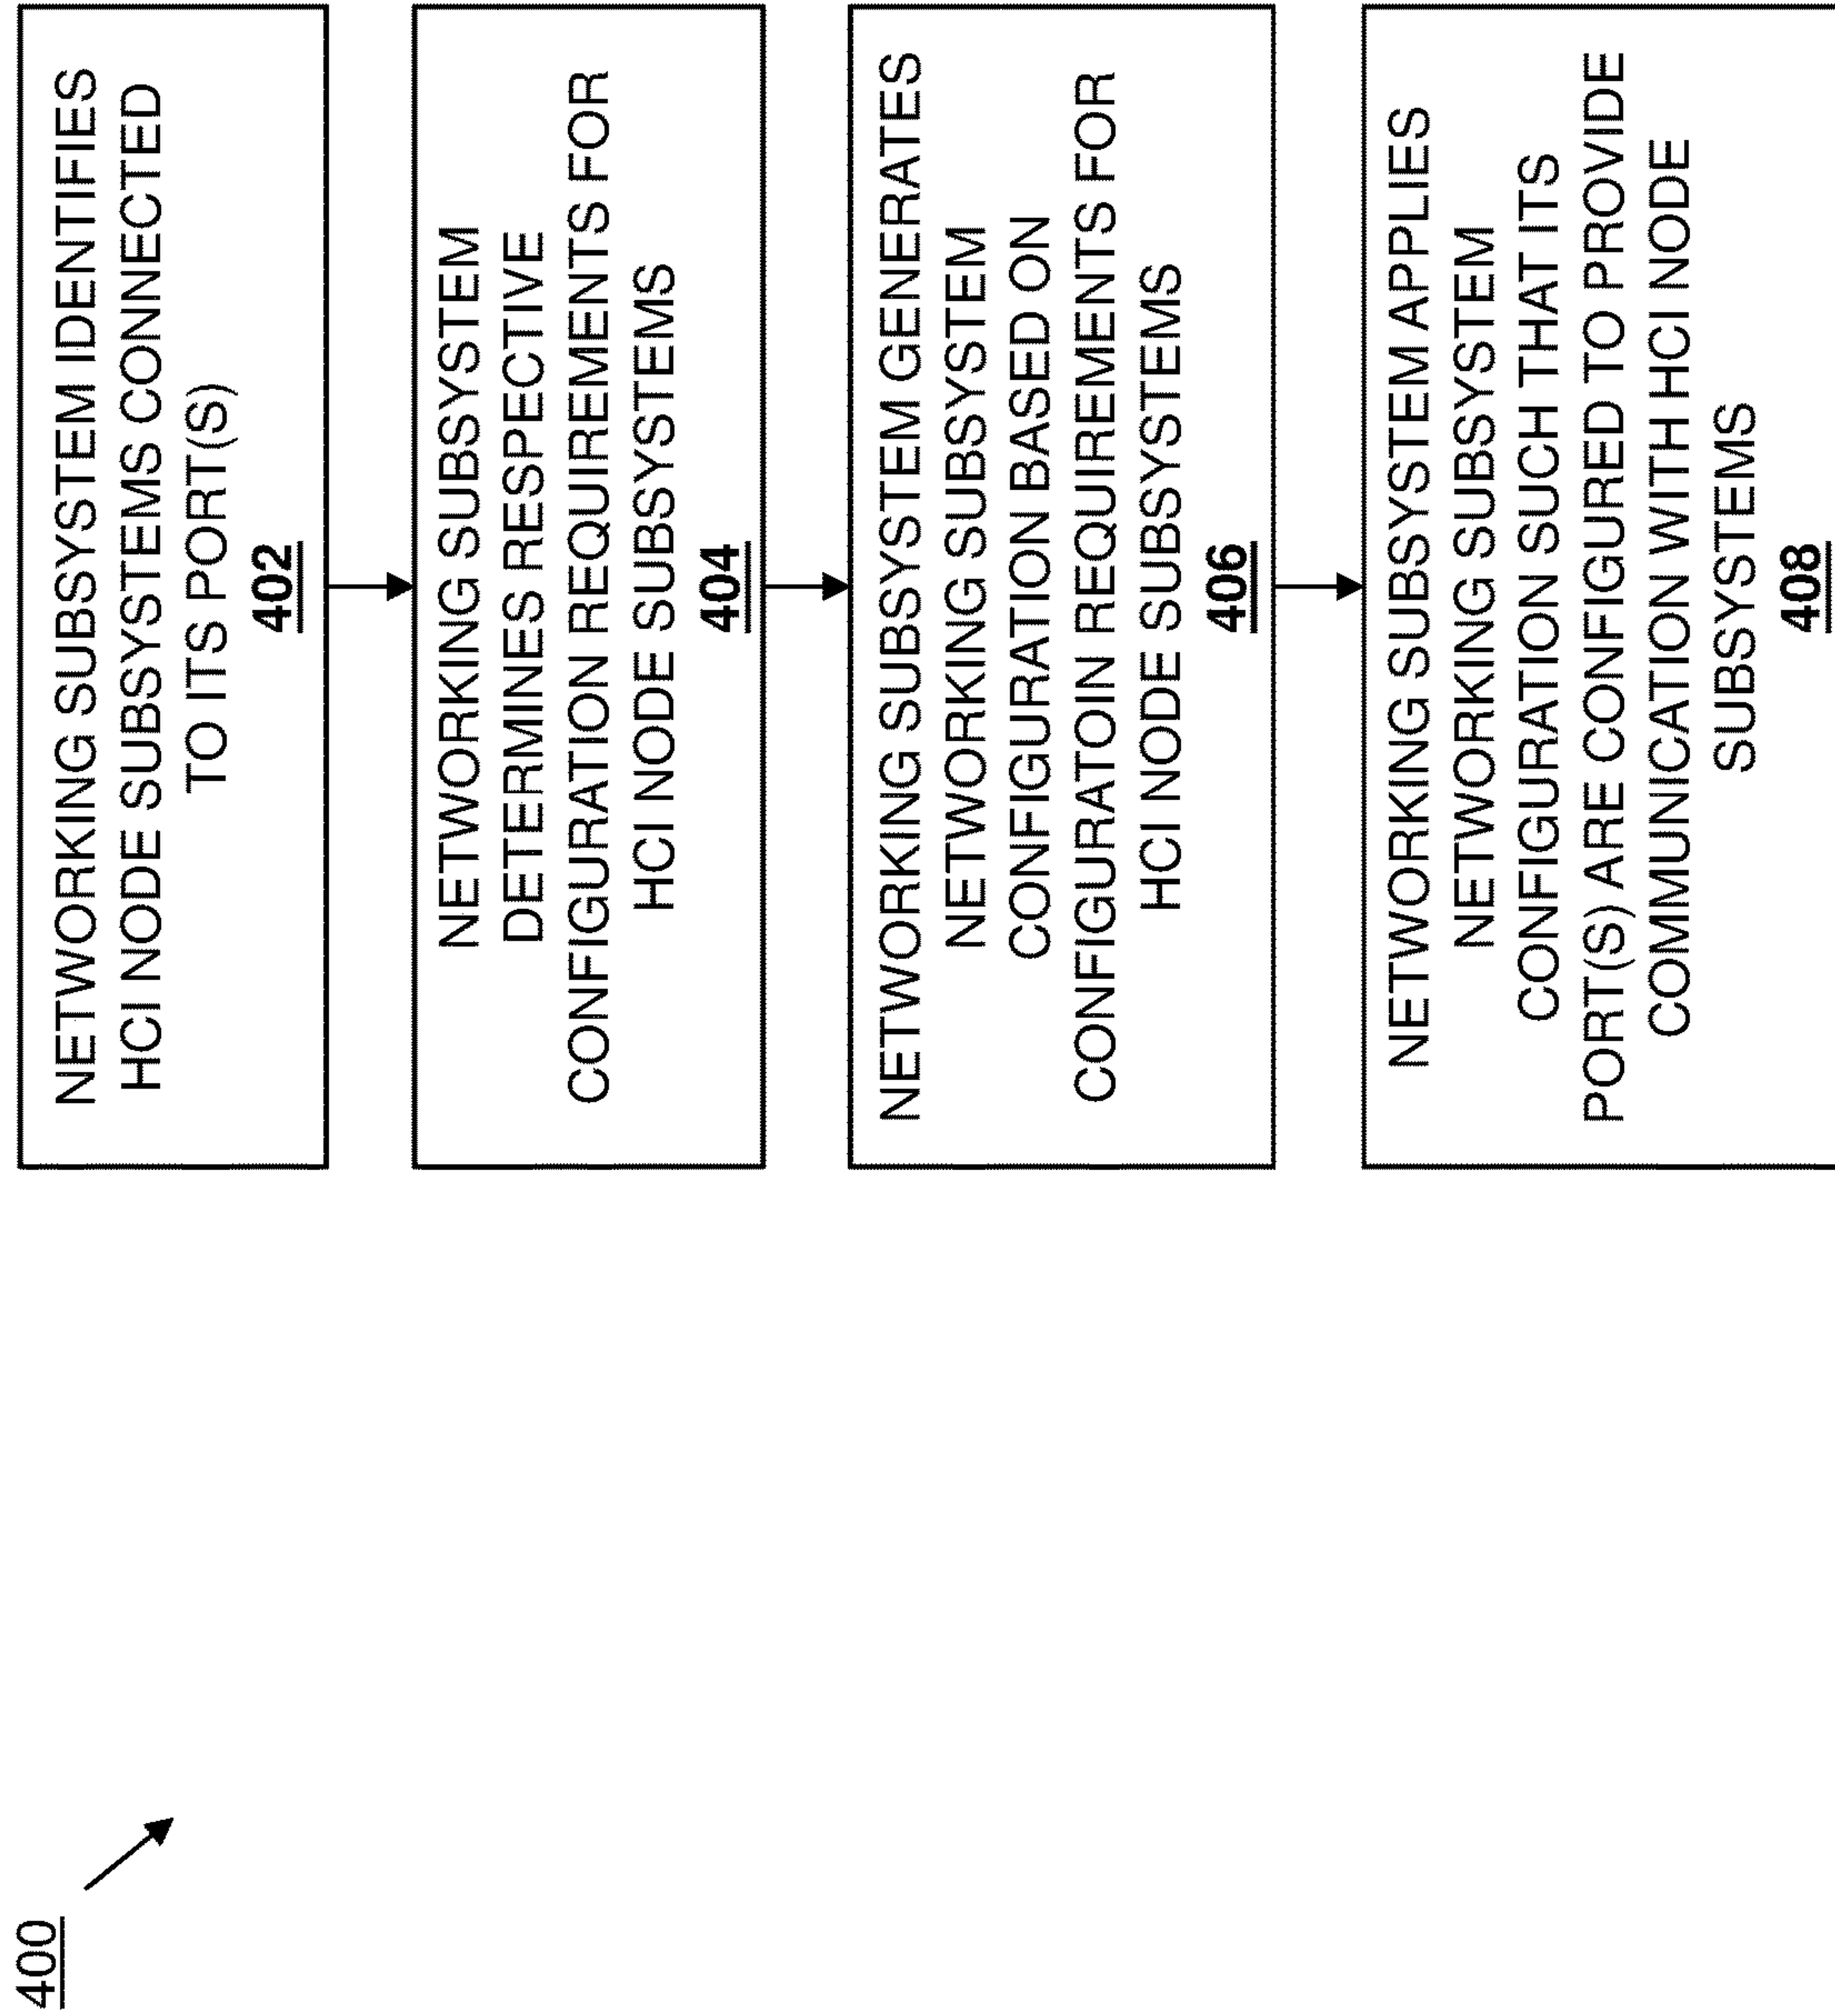 400
NETWORKING SUBSYSTEM IDENTIFIES
HCI NODE SUBSYSTEMS CONNECTED
TO ITS PORT(S)
402
NETWORKING SUBSYSTEM
DETERMINES RESPECTIVE
CONFIGURATION REQUIREMENTS FOR
HCI NODE SUBSYSTEMS
404
NETWORKING SUBSYSTEM GENERATES
NETWORKING SUBSYSTEM
CONFIGURATION BASED ON
CONFIGURATOIN REQUIREMENTS FOR
HCI NODE SUBSYSTEMS
406
NETWORKING SUBSYSTEM APPLIES
NETWORKING SUBSYSTEM
CONFIGURATION SUCH THAT ITS
PORT(S) ARE CONFIGURED TO PROVIDE
COMMUNICATION WITH HCI NODE
SUBSYSTEMS
408